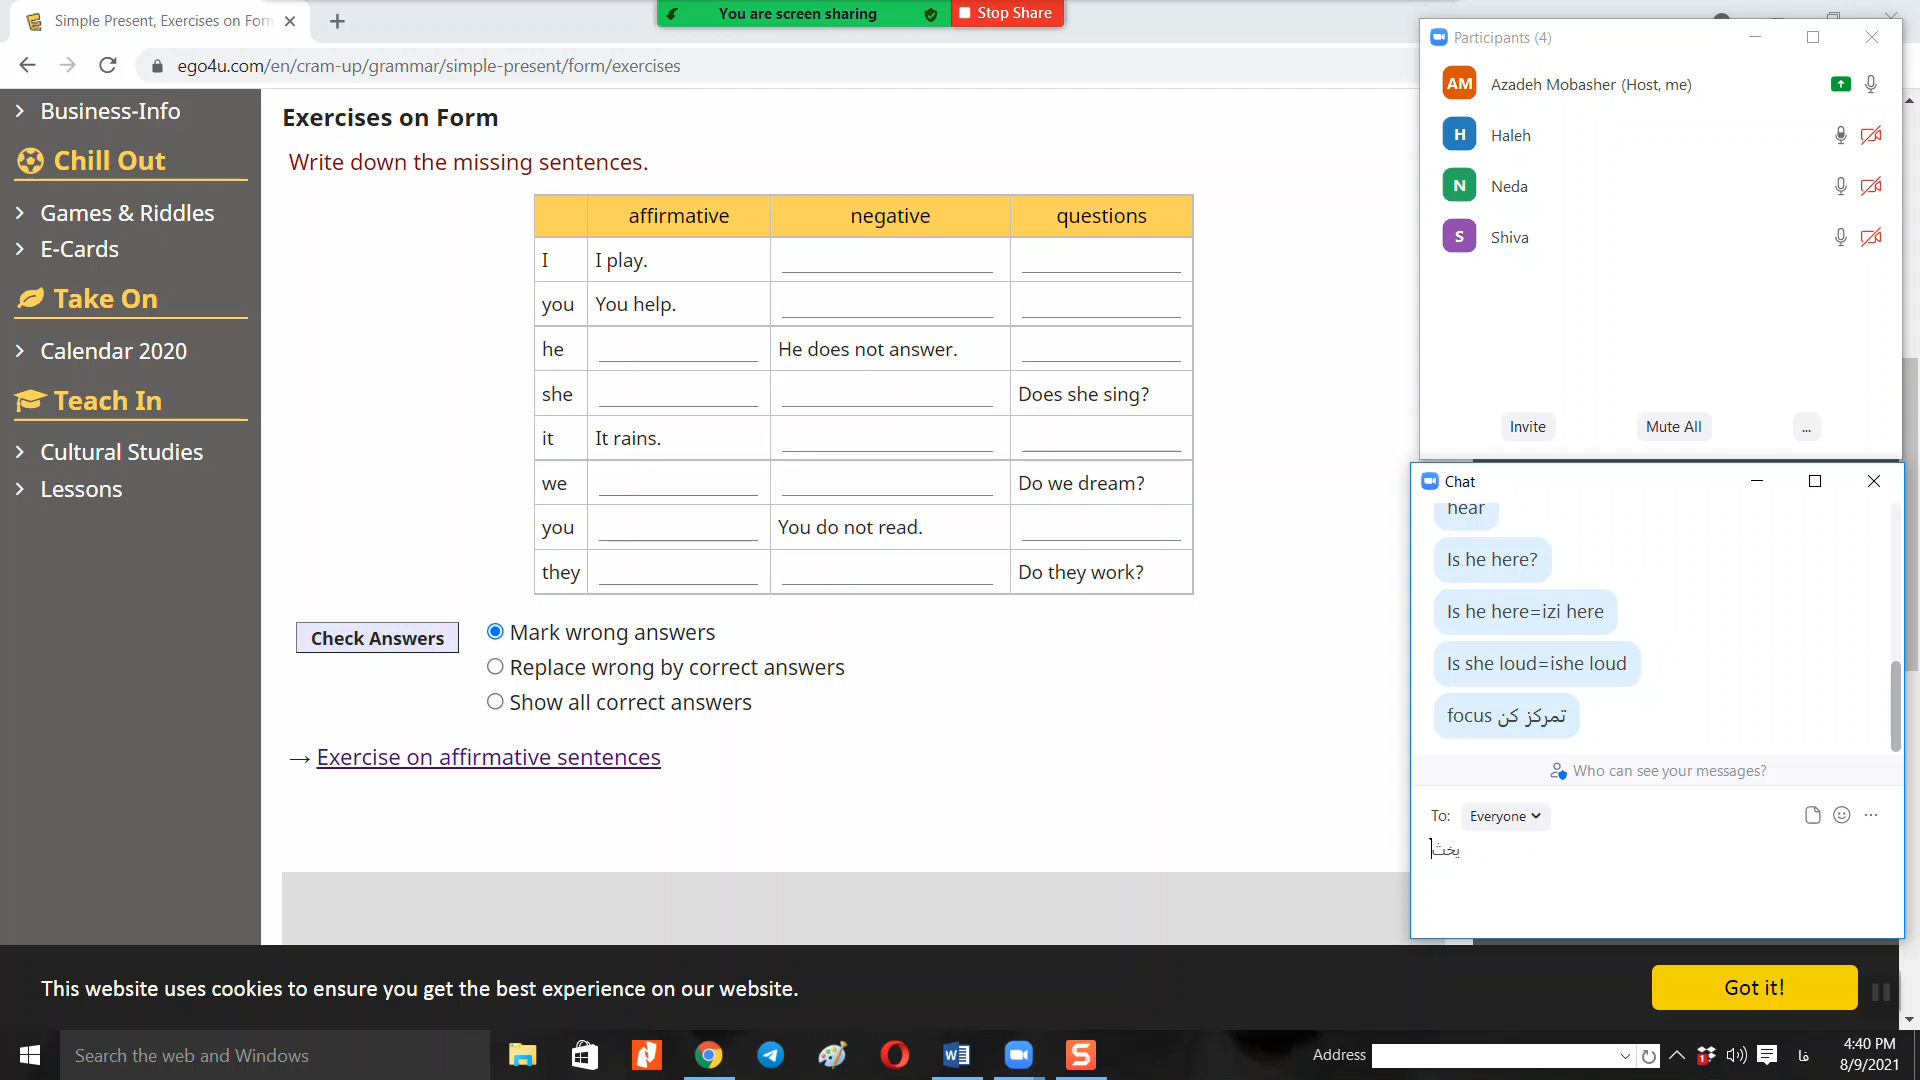 Simple Present, Exercises on Form
You are screen sharing
Stop Share
ego4u.com/en/cram-up/grammar/simple-present/form/exercises
Business-Info
Chill Out
Games & Riddles
E-Cards
Take On
Calendar 2020
Teach In
Cultural Studies
Lessons
Exercises on Form
Write down the missing sentences.
affirmative negative questions
I I play.
you You help.
he He does not answer.
she Does she sing?
it It rains.
we Do we dream?
you You do not read.
they Do they work?
Check Answers
Mark wrong answers
Replace wrong by correct answers
Show all correct answers
→ Exercise on affirmative sentences
Participants (4)
AM Azadeh Mobasher (Host, me)
H Haleh
N Neda
S Shiva
Invite Mute All ...
Chat
hear
Is he here?
Is he here=izi here
Is she loud=ishe loud
focus تمرکز کن
Who can see your messages?
To: Everyone
یخث
This website uses cookies to ensure you get the best experience on our website.
Got it!
Search the web and Windows
Address
فا
4:40 PM
8/9/2021